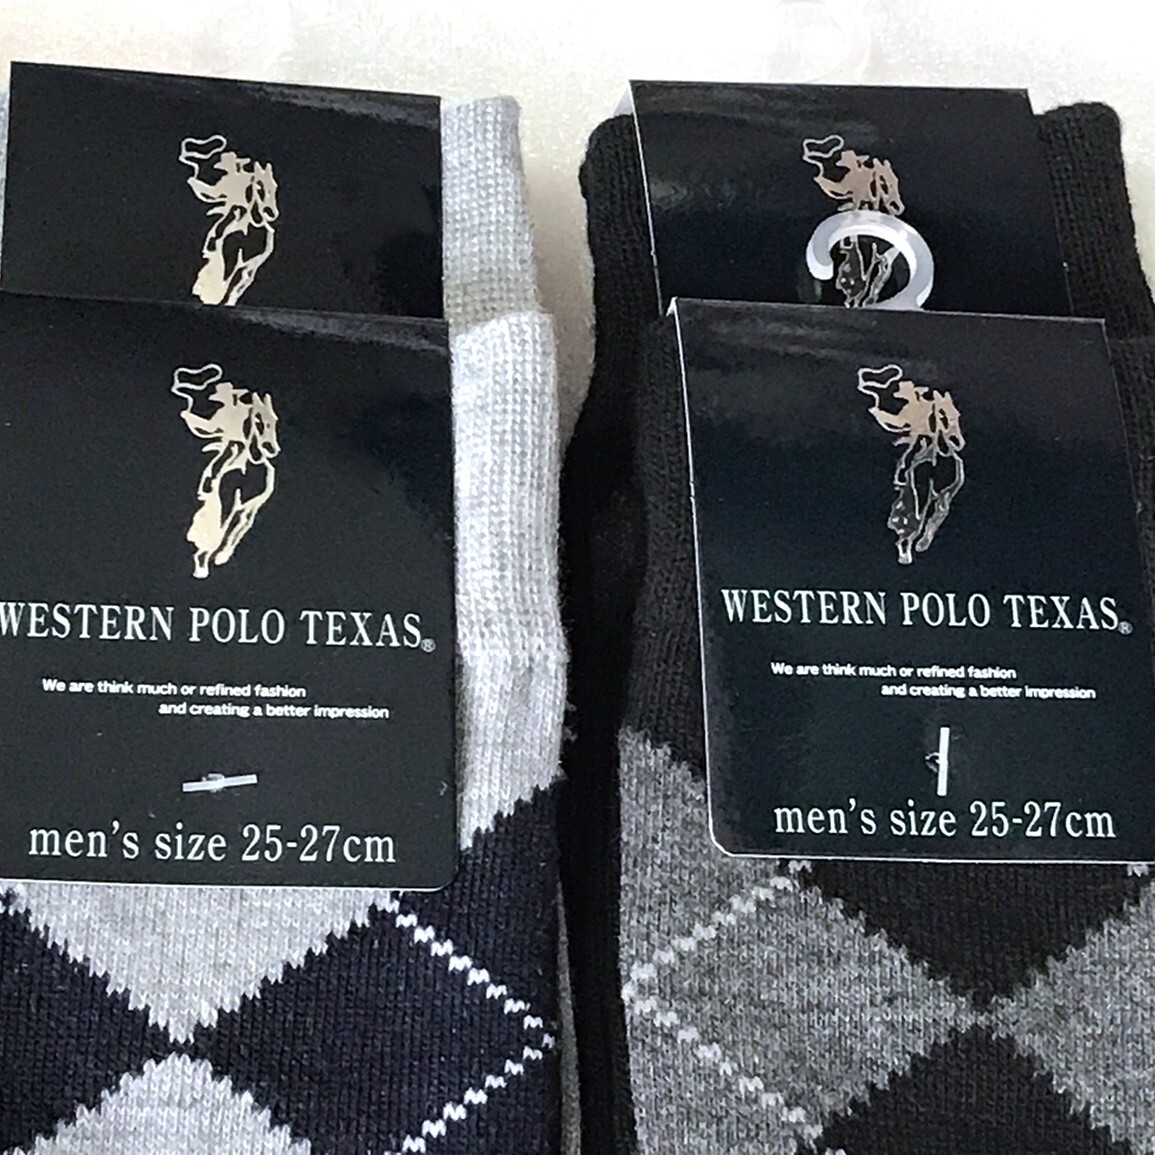 WESTERN POLO TEXAS®
We are think much or refined fashion
and creating a better impression
men's size 25-27cm
WESTERN POLO TEXAS®
We are think much or refined fashion
and creating a better impression
men's size 25-27cm